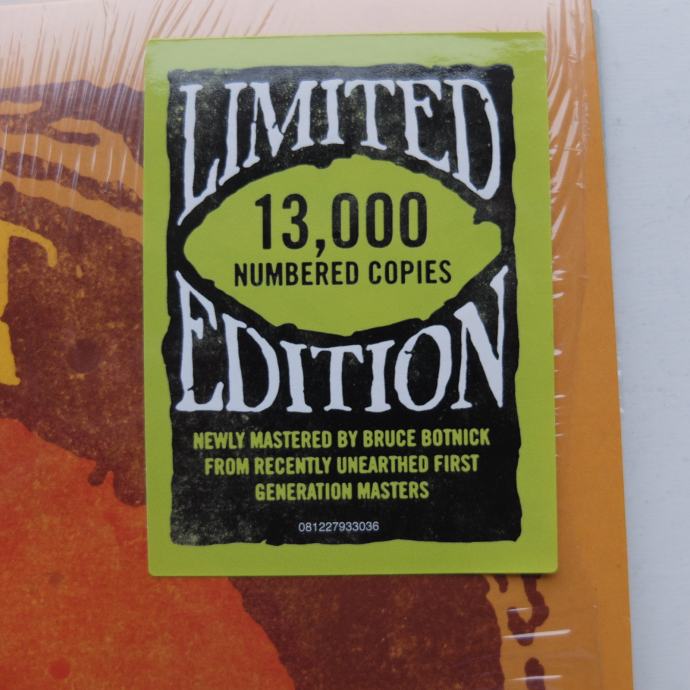 LIMITED
13,000
NUMBERED COPIES
EDITION
NEWLY MASTERED BY BRUCE BOTNICK
FROM RECENTLY UNEARTHED FIRST
GENERATION MASTERS
081227933036